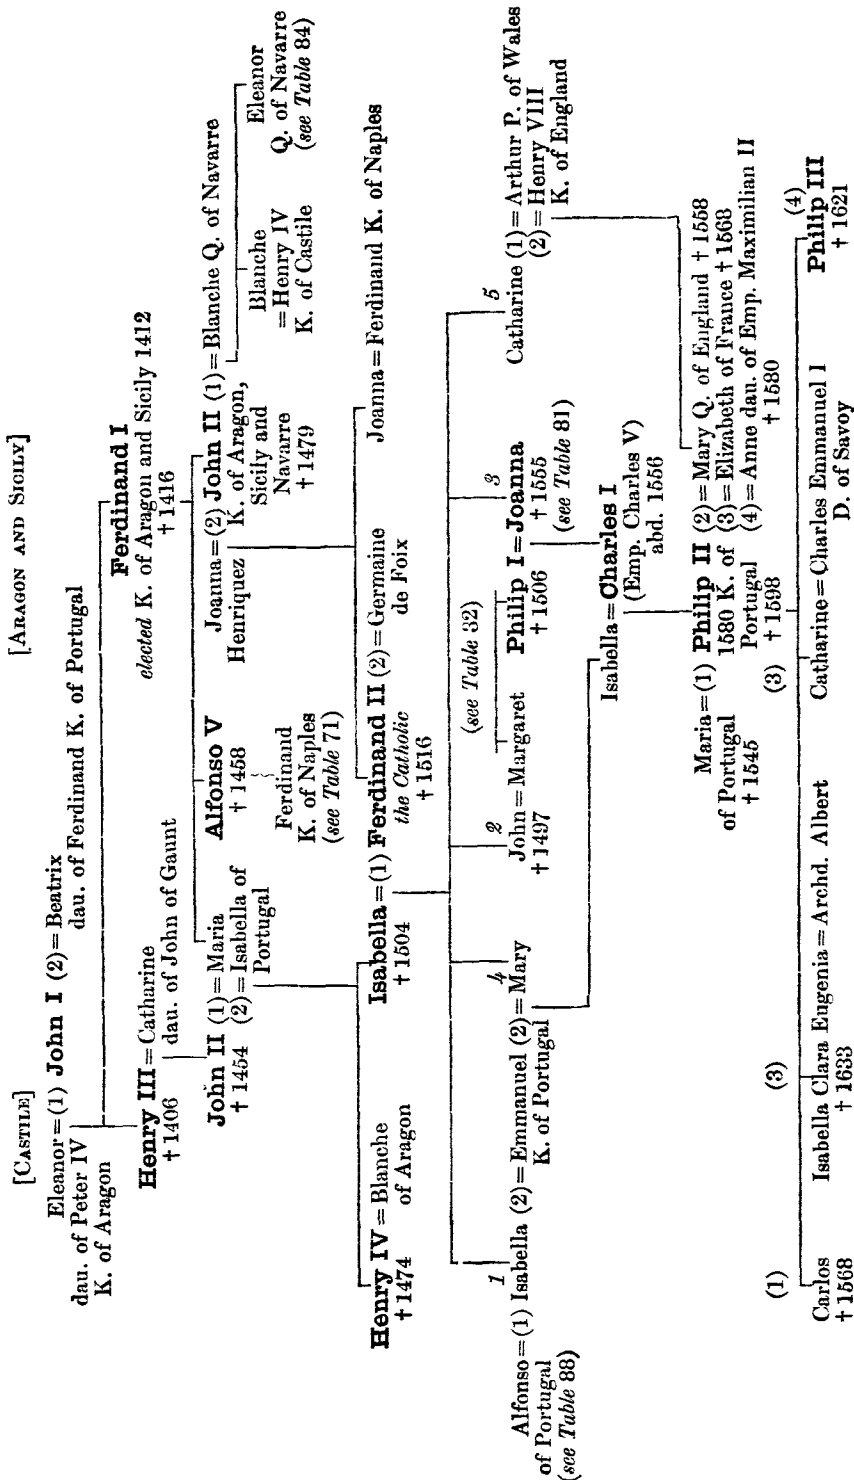 [CASTILE]
[ARAGON AND SICILY]
Eleanor=(1) John I (2)=Beatrix
dau. of Peter IV
K. of Aragon
dau. of Ferdinand K. of Portugal
Henry III=Catharine
†1406
dau. of John of Gaunt
Ferdinand I
elected K. of Aragon and Sicily 1412
†1416
John II (1)=Maria
†1454 (2)=Isabella of
Portugal
Alfonso V
†1458
Ferdinand
K. of Naples
(see Table 71)
Joanna=(2) John II (1)=Blanche Q. of Navarre
Henriquez
K. of Aragon,
Sicily and
Navarre
†1479
Blanche
=Henry IV
K. of Castile
Eleanor
Q. of Navarre
(see Table 84)
Henry IV=Blanche
†1474
of Aragon
Isabella=(1) Ferdinand II (2)=Germaine
†1504
the Catholic
†1516
de Foix
Joanna=Ferdinand K. of Naples
1
Alfonso=(1) Isabella (2)=Emmanuel (2)=Mary
of Portugal
(see Table 88)
K. of Portugal
4
2
John=Margaret
†1497
(see Table 32)
3
Philip I=Joanna
†1506
†1555
(see Table 81)
5
Catharine (1)=Arthur P. of Wales
(2)=Henry VIII
K. of England
Isabella=Charles I
(Emp. Charles V)
abd. 1556
Maria=(1) Philip II (2)=Mary Q. of England †1558
of Portugal
†1545
1580 K. of
Portugal
†1598
(3)=Elizabeth of France †1568
(4)=Anne dau. of Emp. Maximilian II
†1580
(1)
Carlos
†1568
(3)
Isabella Clara Eugenia=Archd. Albert
†1633
(3)
Catharine=Charles Emmanuel I
D. of Savoy
(4)
Philip III
†1621